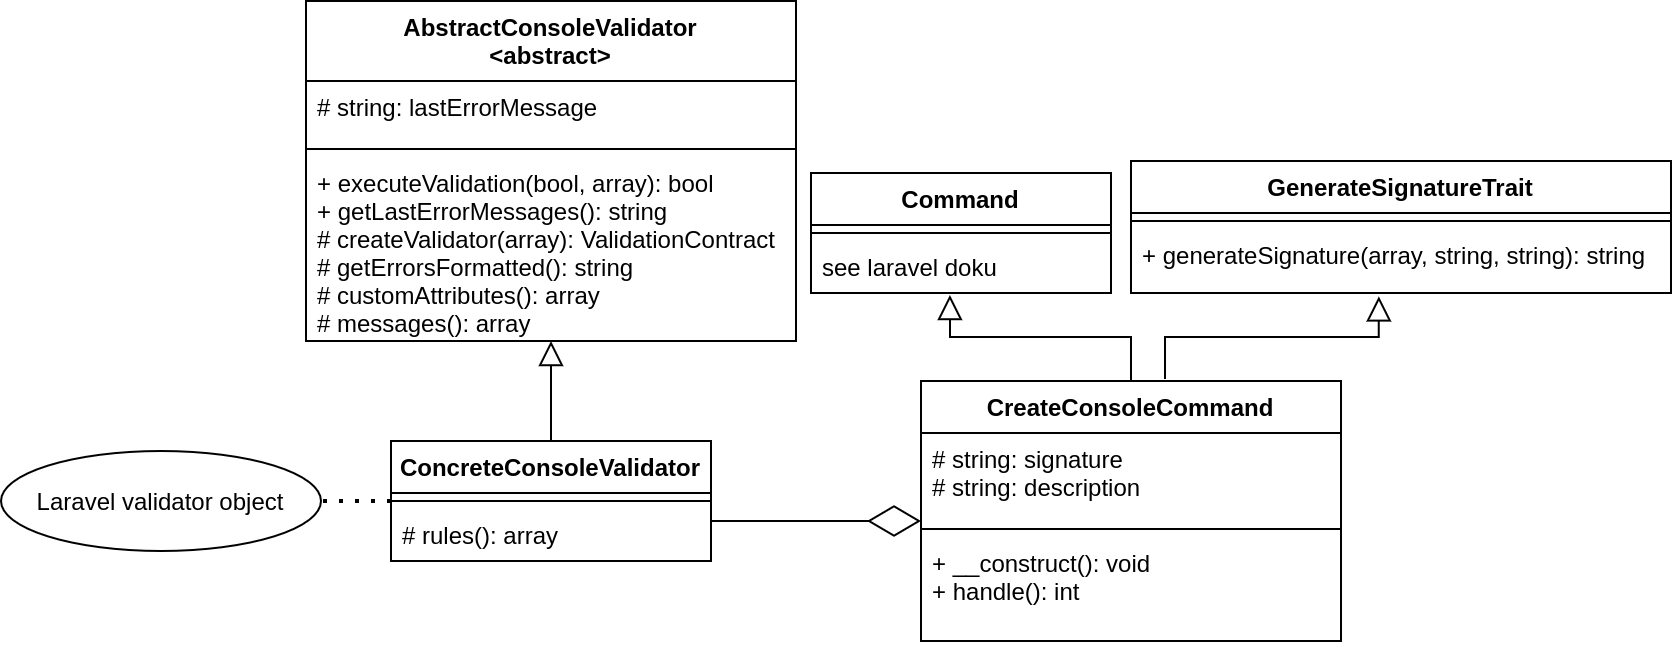 AbstractConsoleValidator
<abstract>
# string: lastErrorMessage
+ executeValidation(bool, array): bool
+ getLastErrorMessages(): string
# createValidator(array): ValidationContract
# getErrorsFormatted(): string
# customAttributes(): array
# messages(): array
Command
see laravel doku
GenerateSignatureTrait
+ generateSignature(array, string, string): string
Laravel validator object
ConcreteConsoleValidator
# rules(): array
CreateConsoleCommand
# string: signature
# string: description
+ __construct(): void
+ handle(): int